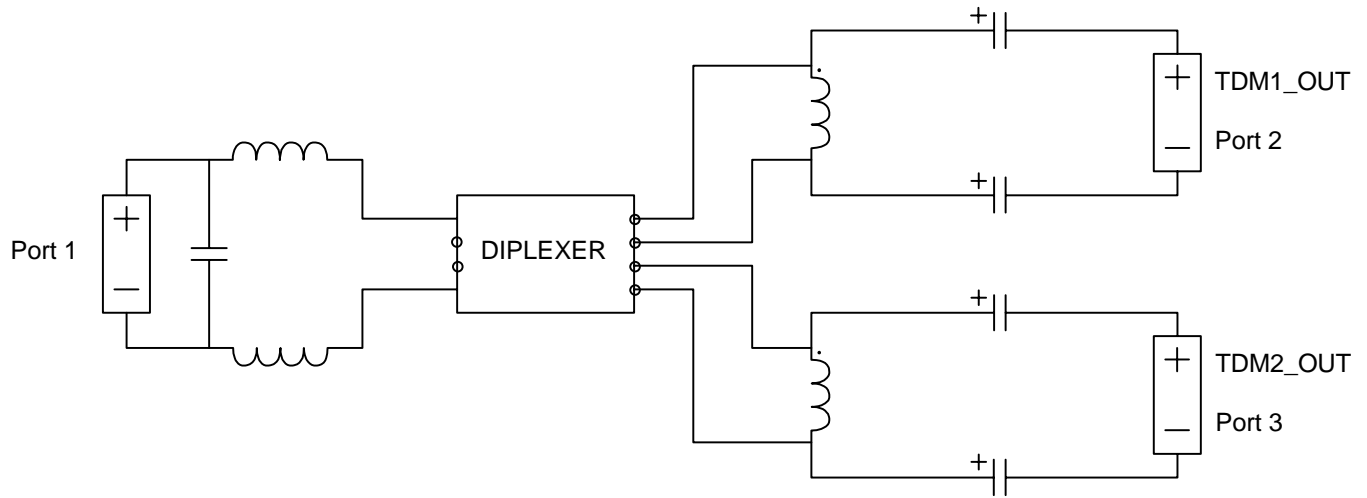 TDM1_OUT
Port 2
Port 1
DIPLEXER
TDM2_OUT
Port 3